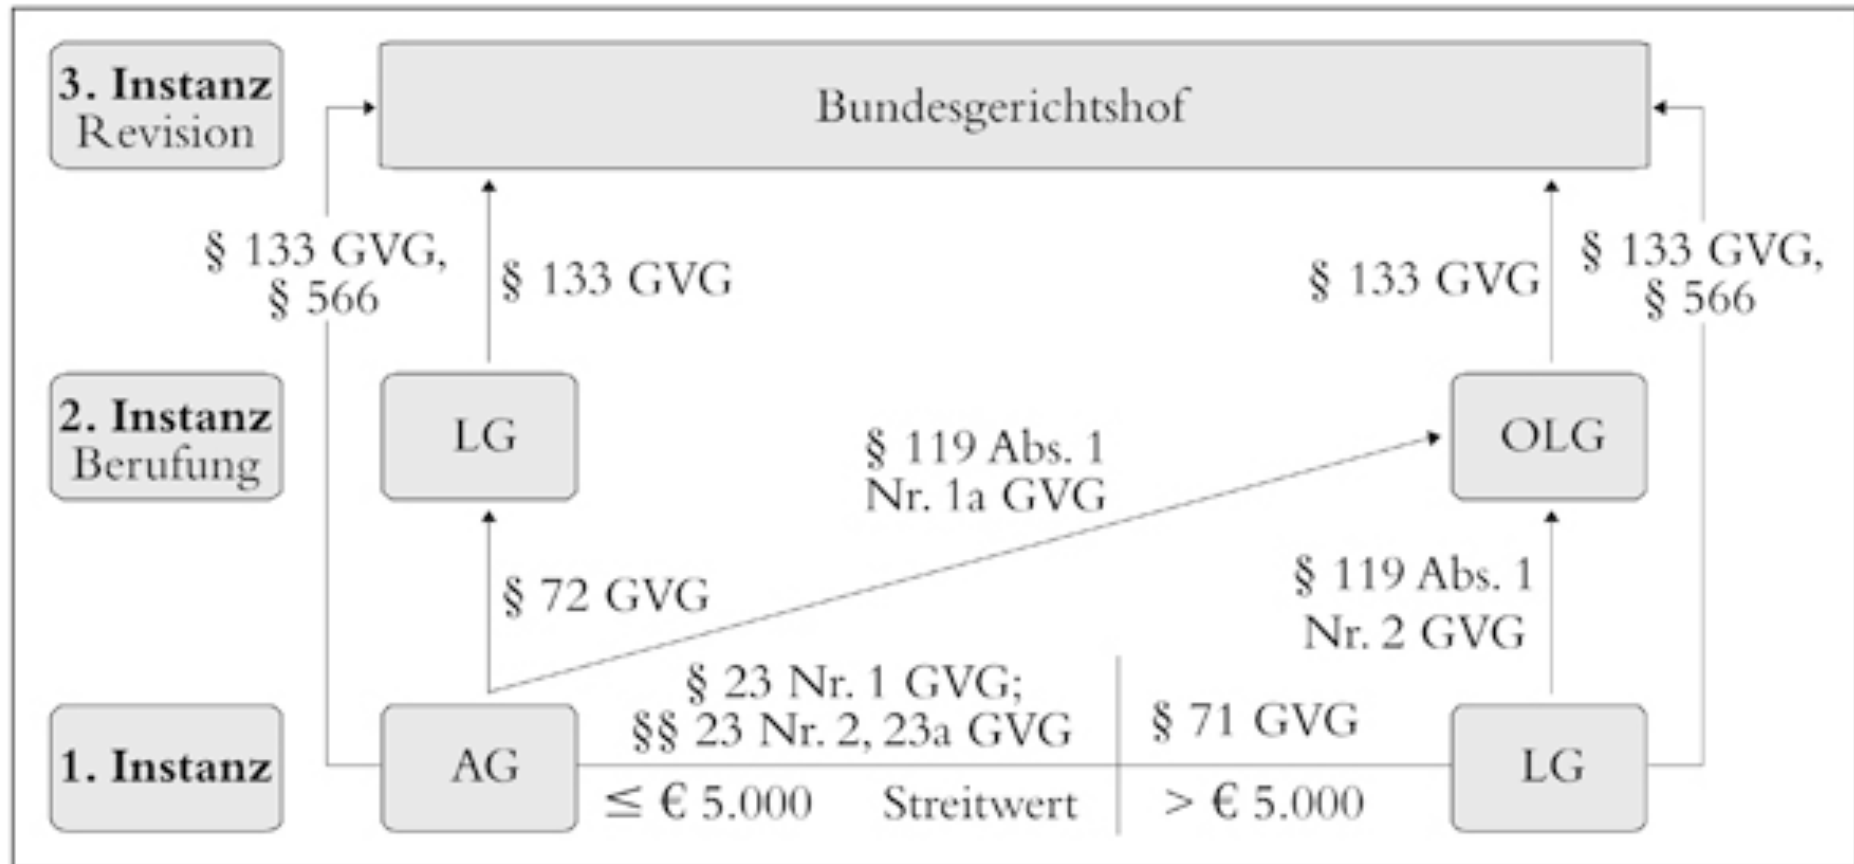 3. Instanz
Revision
Bundesgerichtshof
§ 133 GVG,
§ 566
§ 133 GVG
§ 133 GVG
§ 133 GVG,
§ 566
2. Instanz
Berufung
LG
§ 119 Abs. 1
Nr. 1a GVG
OLG
§ 72 GVG
§ 119 Abs. 1
Nr. 2 GVG
1. Instanz
AG
§ 23 Nr. 1 GVG;
§§ 23 Nr. 2, 23a GVG
§ 71 GVG
≤ € 5.000 Streitwert
> € 5.000
LG